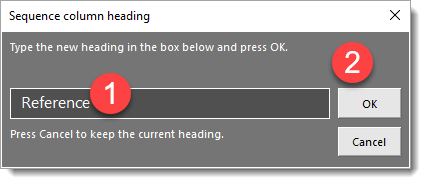 Sequence column heading
Type the new heading in the box below and press OK.
2
Reference 1
OK
Press Cancel to keep the current heading.
Cancel